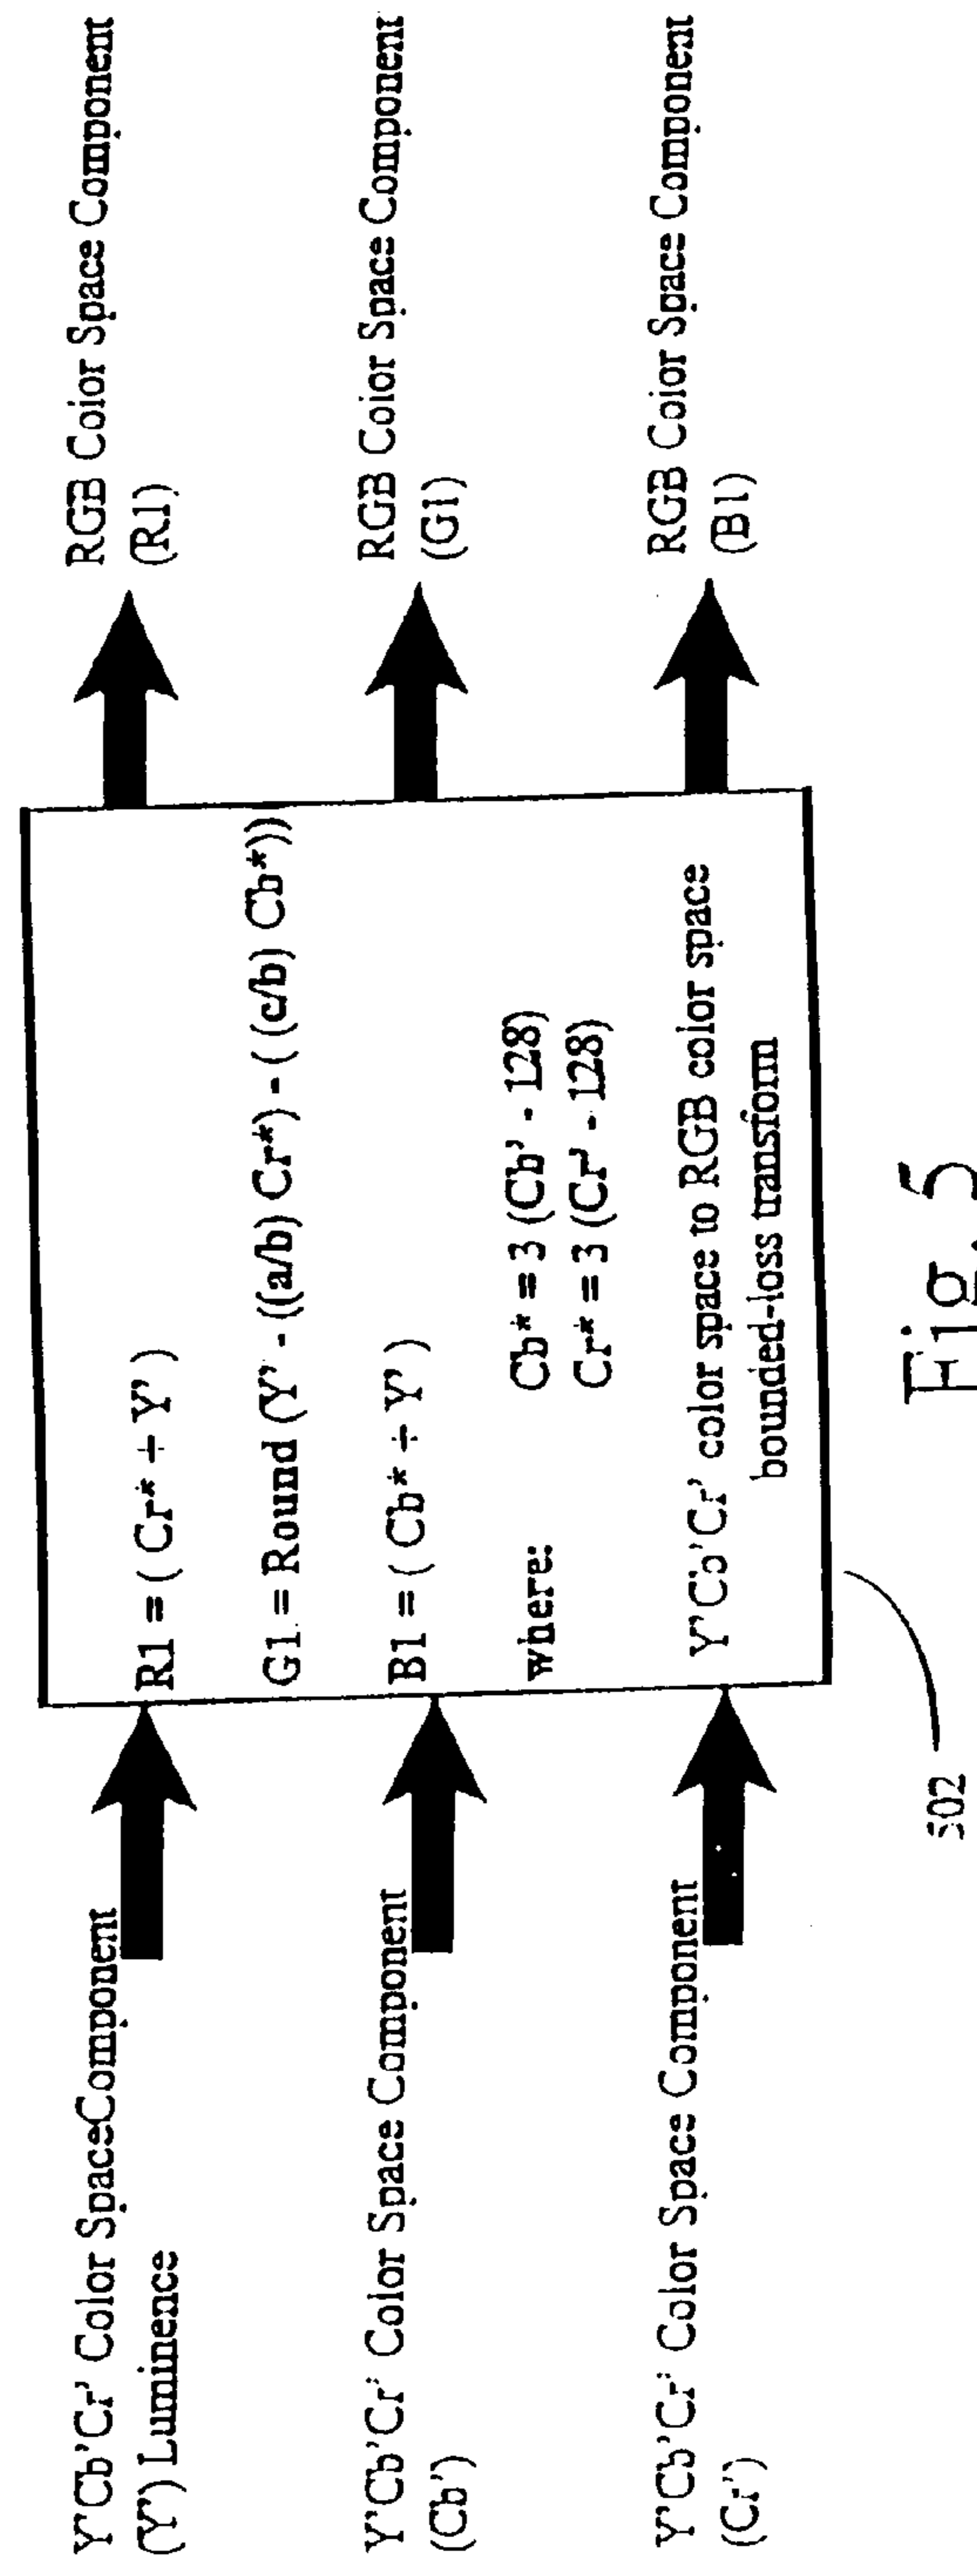 Y'Cb'Cr' Color SpaceComponent
(Y') Luminence
Y'Cb'Cr' Color Space Component
(Cb')
Y'Cb'Cr' Color Space Component
(Cr')
R1 = ( Cr* + Y' )
G1 = Round (Y' - ((a/b) Cr*) - ( (c/b) Cb*))
B1 = ( Cb* + Y' )
where: Cb* = 3 (Cb' - 128)
Cr* = 3 (Cr' - 128)
Y'Cb'Cr' color space to RGB color space
bounded-loss transform
RGB Color Space Component
(R1)
RGB Color Space Component
(G1)
RGB Color Space Component
(B1)
502
Fig. 5